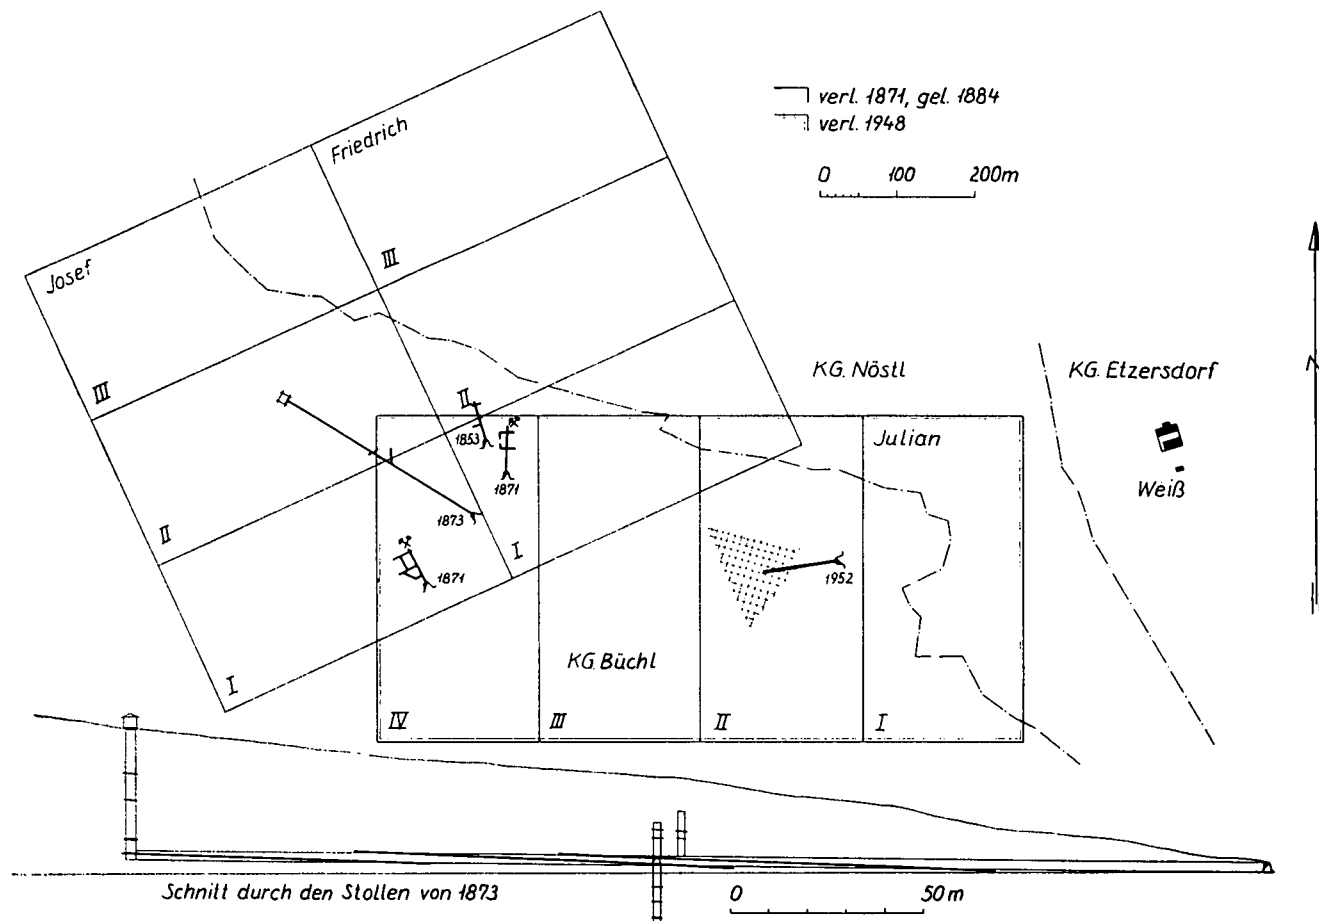 verl. 1871, gel. 1884
verl. 1948
0 100 200m
Friedrich
Josef
III
III
KG. Nöstl
KG. Etzersdorf
II
1853
Julian
1871
Weiß
1873
II
I
1871
1952
KG. Büchl
I
IV
III
II
I
Schnitt durch den Stollen von 1873
0 50 m
N